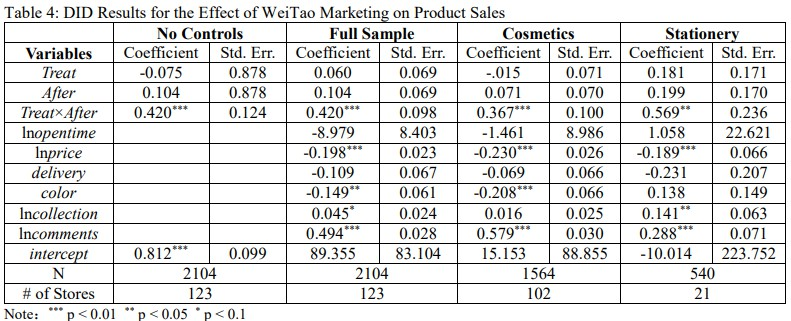 Table 4: DID Results for the Effect of WeiTao Marketing on Product Sales
No Controls Full Sample Cosmetics Stationery
Variables Coefficient Std. Err. Coefficient Std. Err. Coefficient Std. Err. Coefficient Std. Err.
Treat -0.075 0.878 0.060 0.069 -.015 0.071 0.181 0.171
After 0.104 0.878 0.104 0.069 0.071 0.070 0.199 0.170
Treat×After 0.420*** 0.124 0.420*** 0.098 0.367*** 0.100 0.569** 0.236
lnopentime -8.979 8.403 -1.461 8.986 1.058 22.621
lnprice -0.198*** 0.023 -0.230*** 0.026 -0.189*** 0.066
delivery -0.109 0.067 -0.069 0.066 -0.231 0.207
color -0.149** 0.061 -0.208*** 0.066 0.138 0.149
lncollection 0.045* 0.024 0.016 0.025 0.141** 0.063
lncomments 0.494*** 0.028 0.579*** 0.030 0.288*** 0.071
intercept 0.812*** 0.099 89.355 83.104 15.153 88.855 -10.014 223.752
N 2104 2104 1564 540
# of Stores 123 123 102 21
Note: *** p < 0.01 ** p < 0.05 * p < 0.1